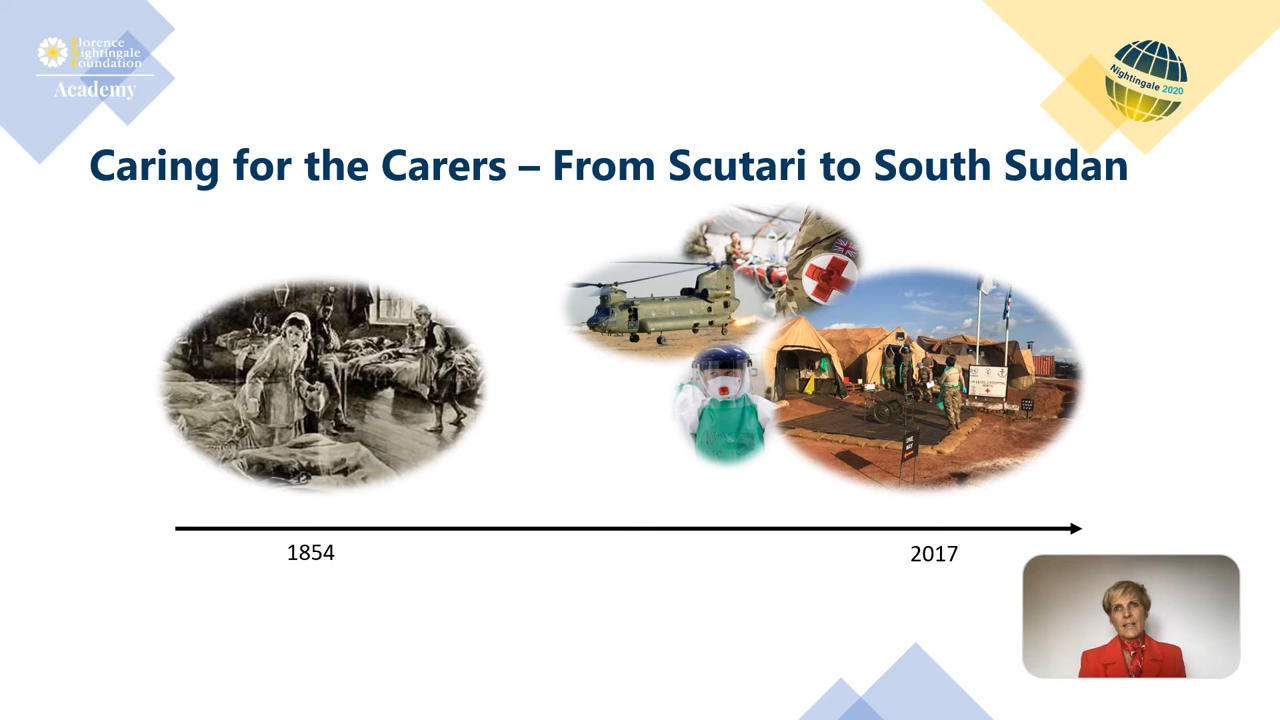 Florence
Nightingale
Foundation
Academy
Nightingale 2020
Caring for the Carers – From Scutari to South Sudan
1854
2017